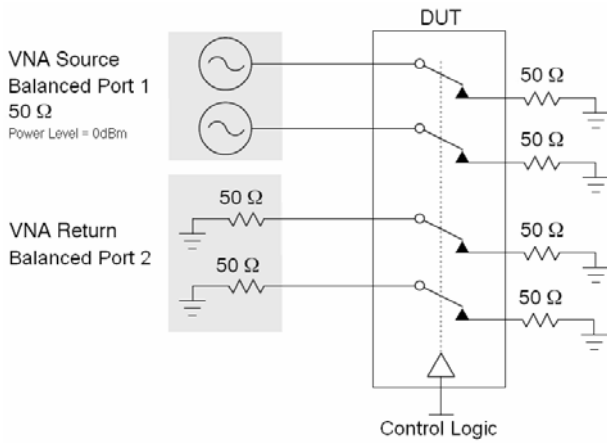 DUT
VNA Source
Balanced Port 1
50 Ω
Power Level = 0dBm
50 Ω
50 Ω
VNA Return
Balanced Port 2
50 Ω
50 Ω
50 Ω
50 Ω
Control Logic